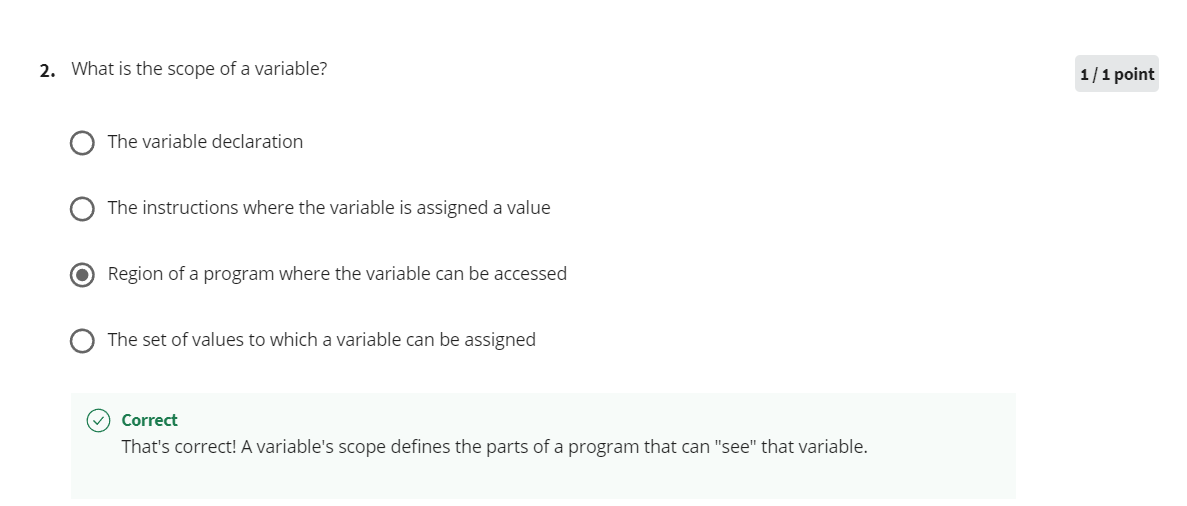 2. What is the scope of a variable?
1 / 1 point
The variable declaration
The instructions where the variable is assigned a value
Region of a program where the variable can be accessed
The set of values to which a variable can be assigned
Correct
That's correct! A variable's scope defines the parts of a program that can "see" that variable.